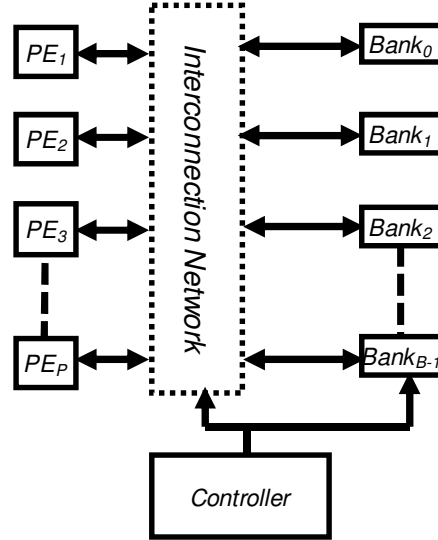 PE1
PE2
PE3
PEP
Interconnection Network
Bank0
Bank1
Bank2
BankB-1
Controller